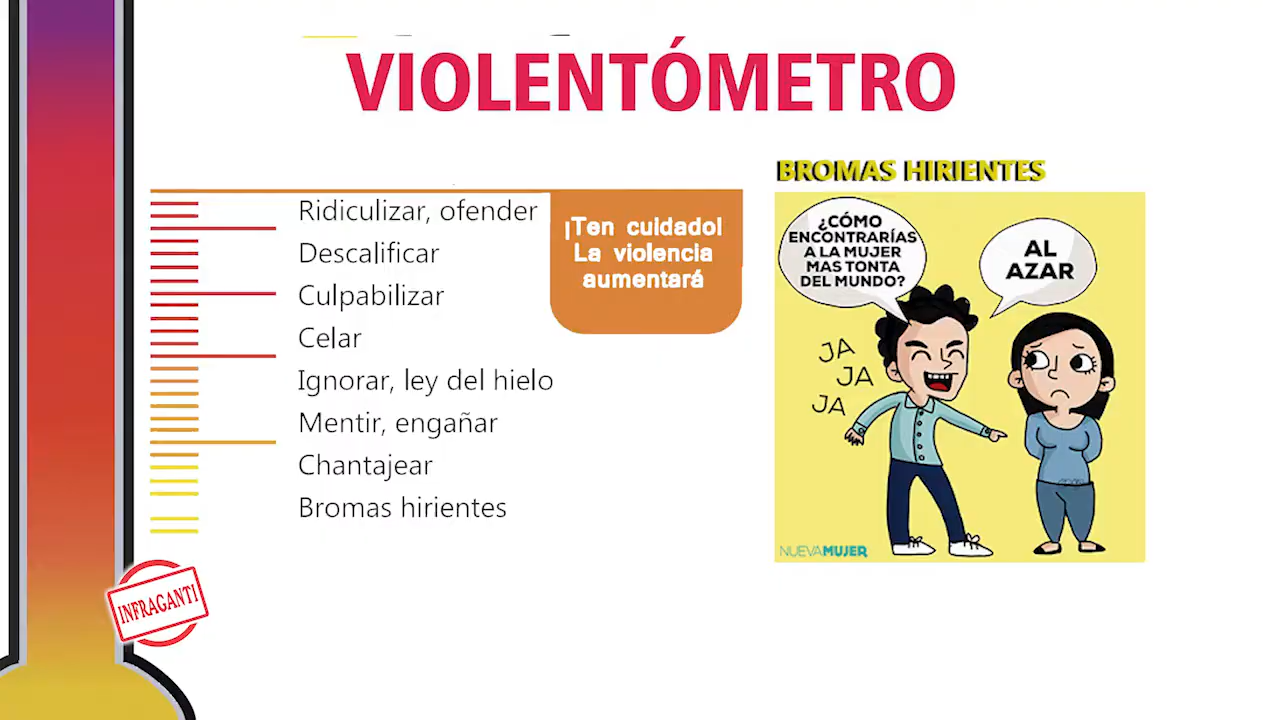 VIOLENTÓMETRO
Ridiculizar, ofender
Descalificar
Culpabilizar
Celar
Ignorar, ley del hielo
Mentir, engañar
Chantajear
Bromas hirientes
¡Ten cuidado!
La violencia
aumentará
BROMAS HIRIENTES
¿CÓMO
ENCONTRARÍAS
A LA MUJER
MAS TONTA
DEL MUNDO?
AL
AZAR
JA
JA
JA
NUEVAMUJER
INFRAGANTI